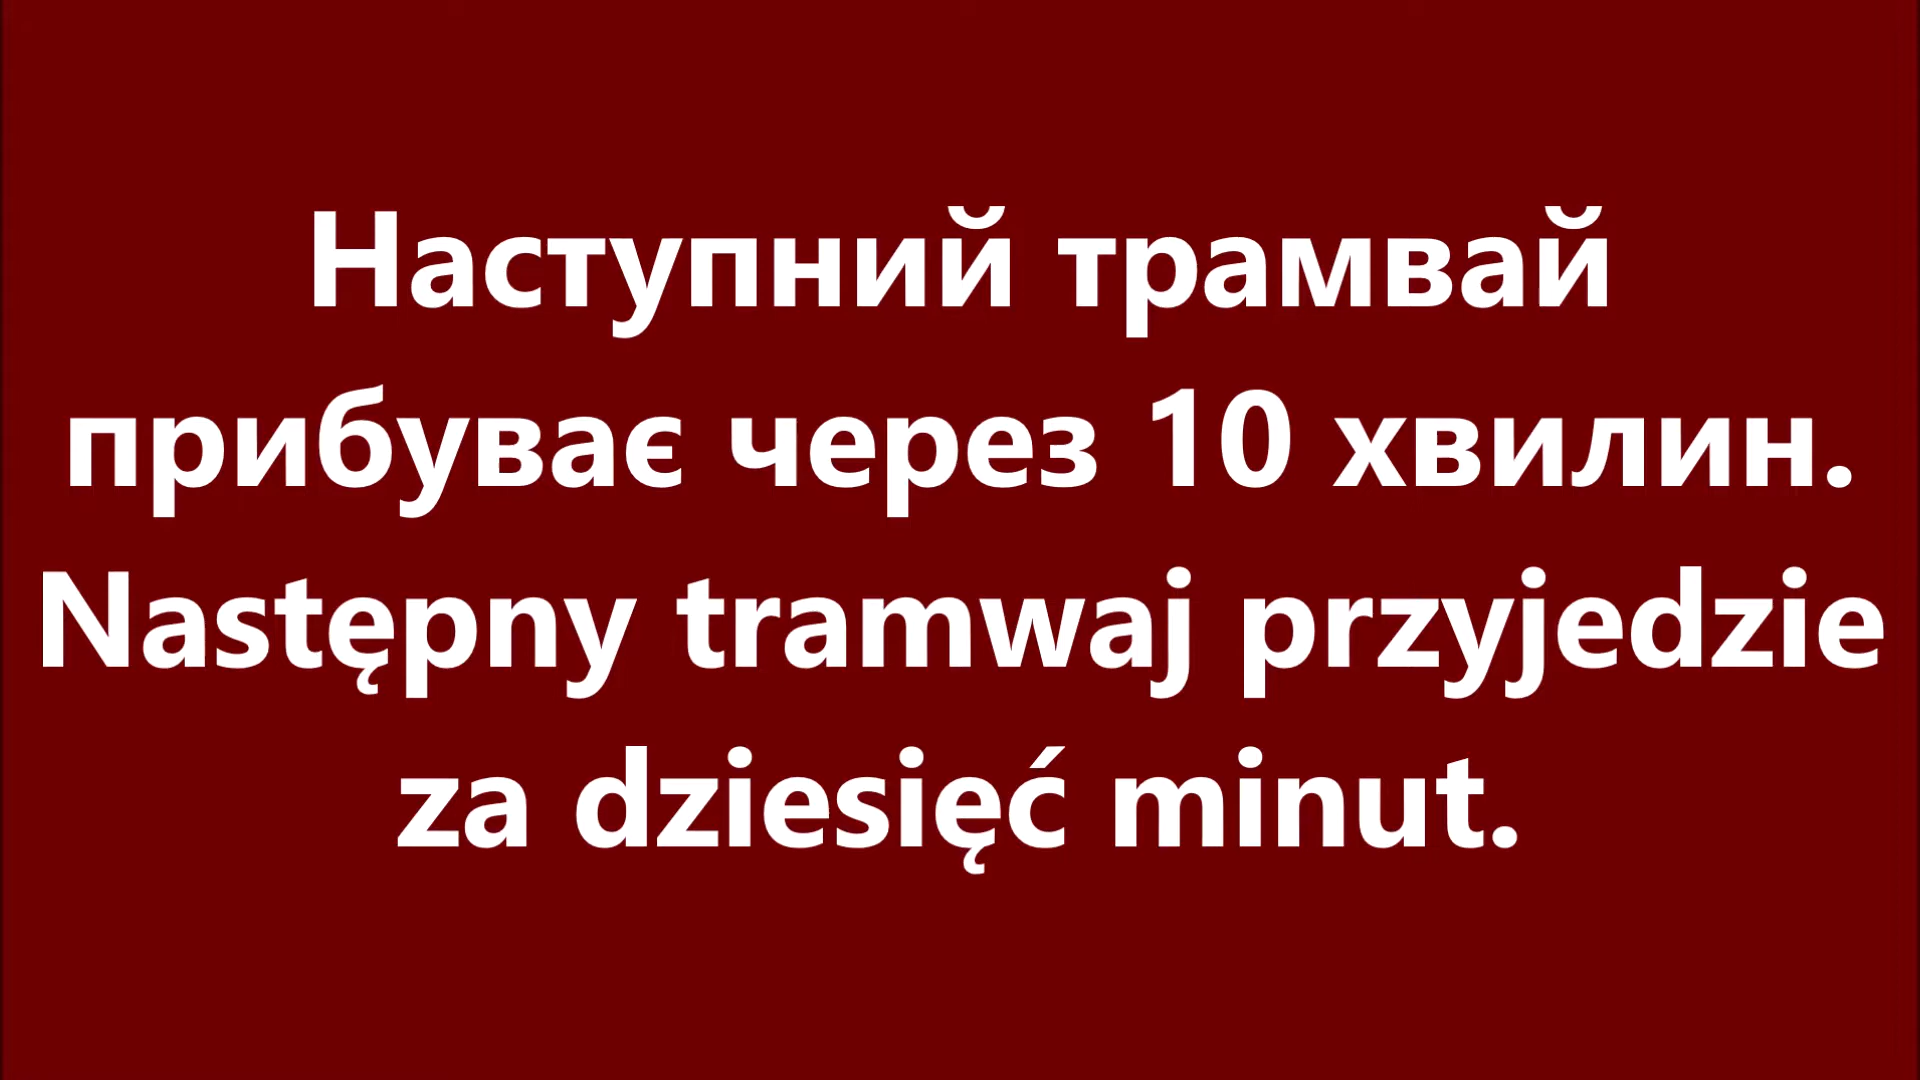 Наступний трамвай
прибуває через 10 хвилин.
Następny tramwaj przyjedzie
za dziesięć minut.